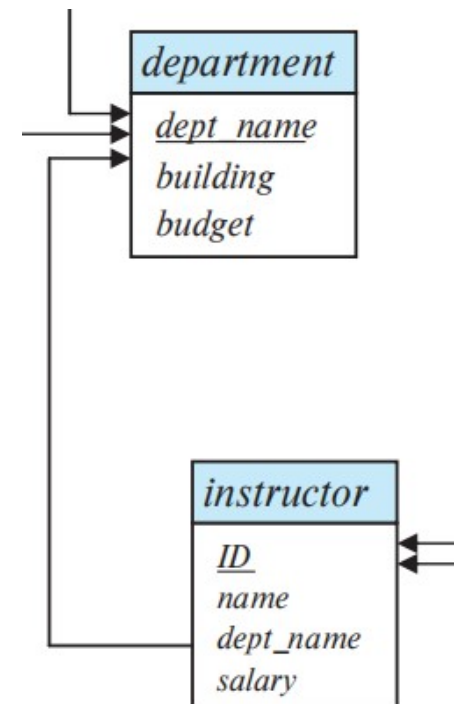 department
dept_name
building
budget
instructor
ID
name
dept_name
salary